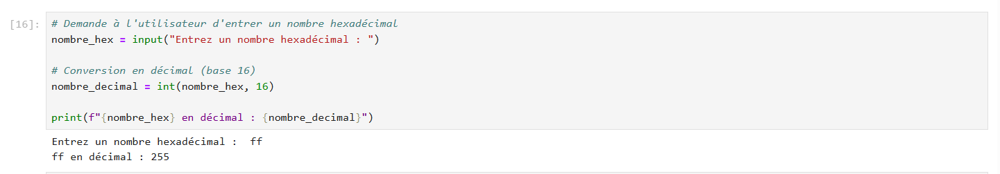 [16]: # Demande à l'utilisateur d'entrer un nombre hexadécimal
nombre_hex = input("Entrez un nombre hexadécimal : ")
# Conversion en décimal (base 16)
nombre_decimal = int(nombre_hex, 16)
print(f"{nombre_hex} en décimal : {nombre_decimal}")
Entrez un nombre hexadécimal :  ff
ff en décimal : 255